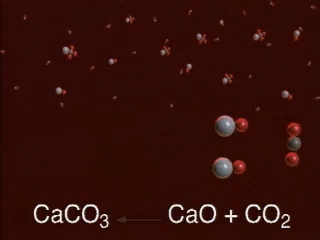 CaCO₃ ← CaO + CO₂